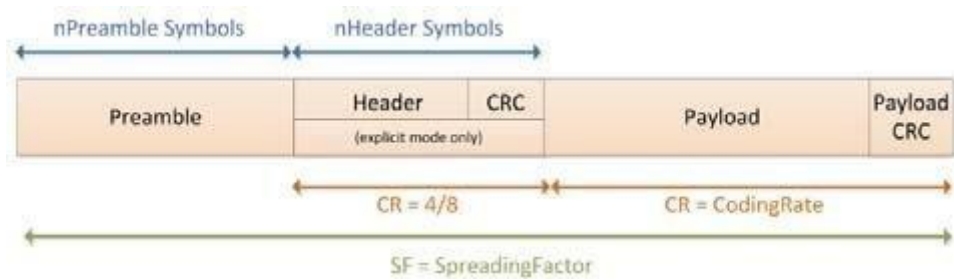 nPreamble Symbols nHeader Symbols
Preamble Header CRC Payload Payload CRC
(explicit mode only)
CR = 4/8 CR = CodingRate
SF = SpreadingFactor